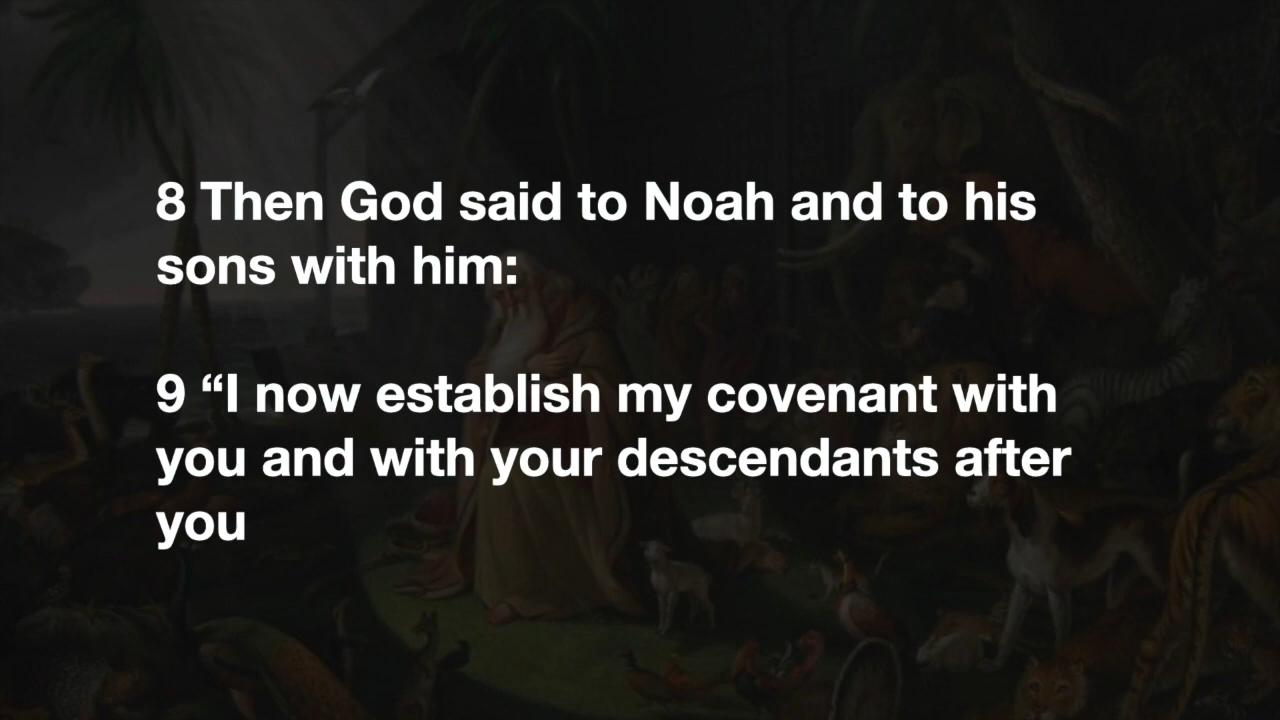 8 Then God said to Noah and to his
sons with him:
9 “I now establish my covenant with
you and with your descendants after
you